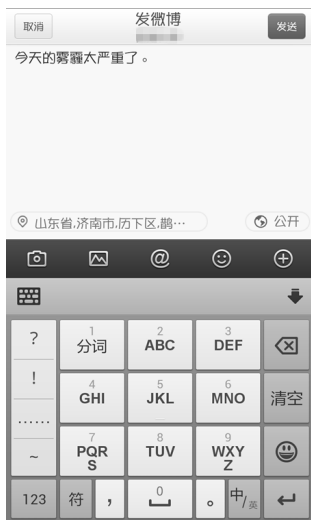 取消
发微博
发送
今天的雾霾太严重了。
山东省,济南市,历下区,鹊…
公开
@
?
1
分词
2
ABC
3
DEF
!
4
GHI
5
JKL
6
MNO
清空
……
7
PQR
S
8
TUV
9
WXY
Z
~
123
符
，
0
。
中/英